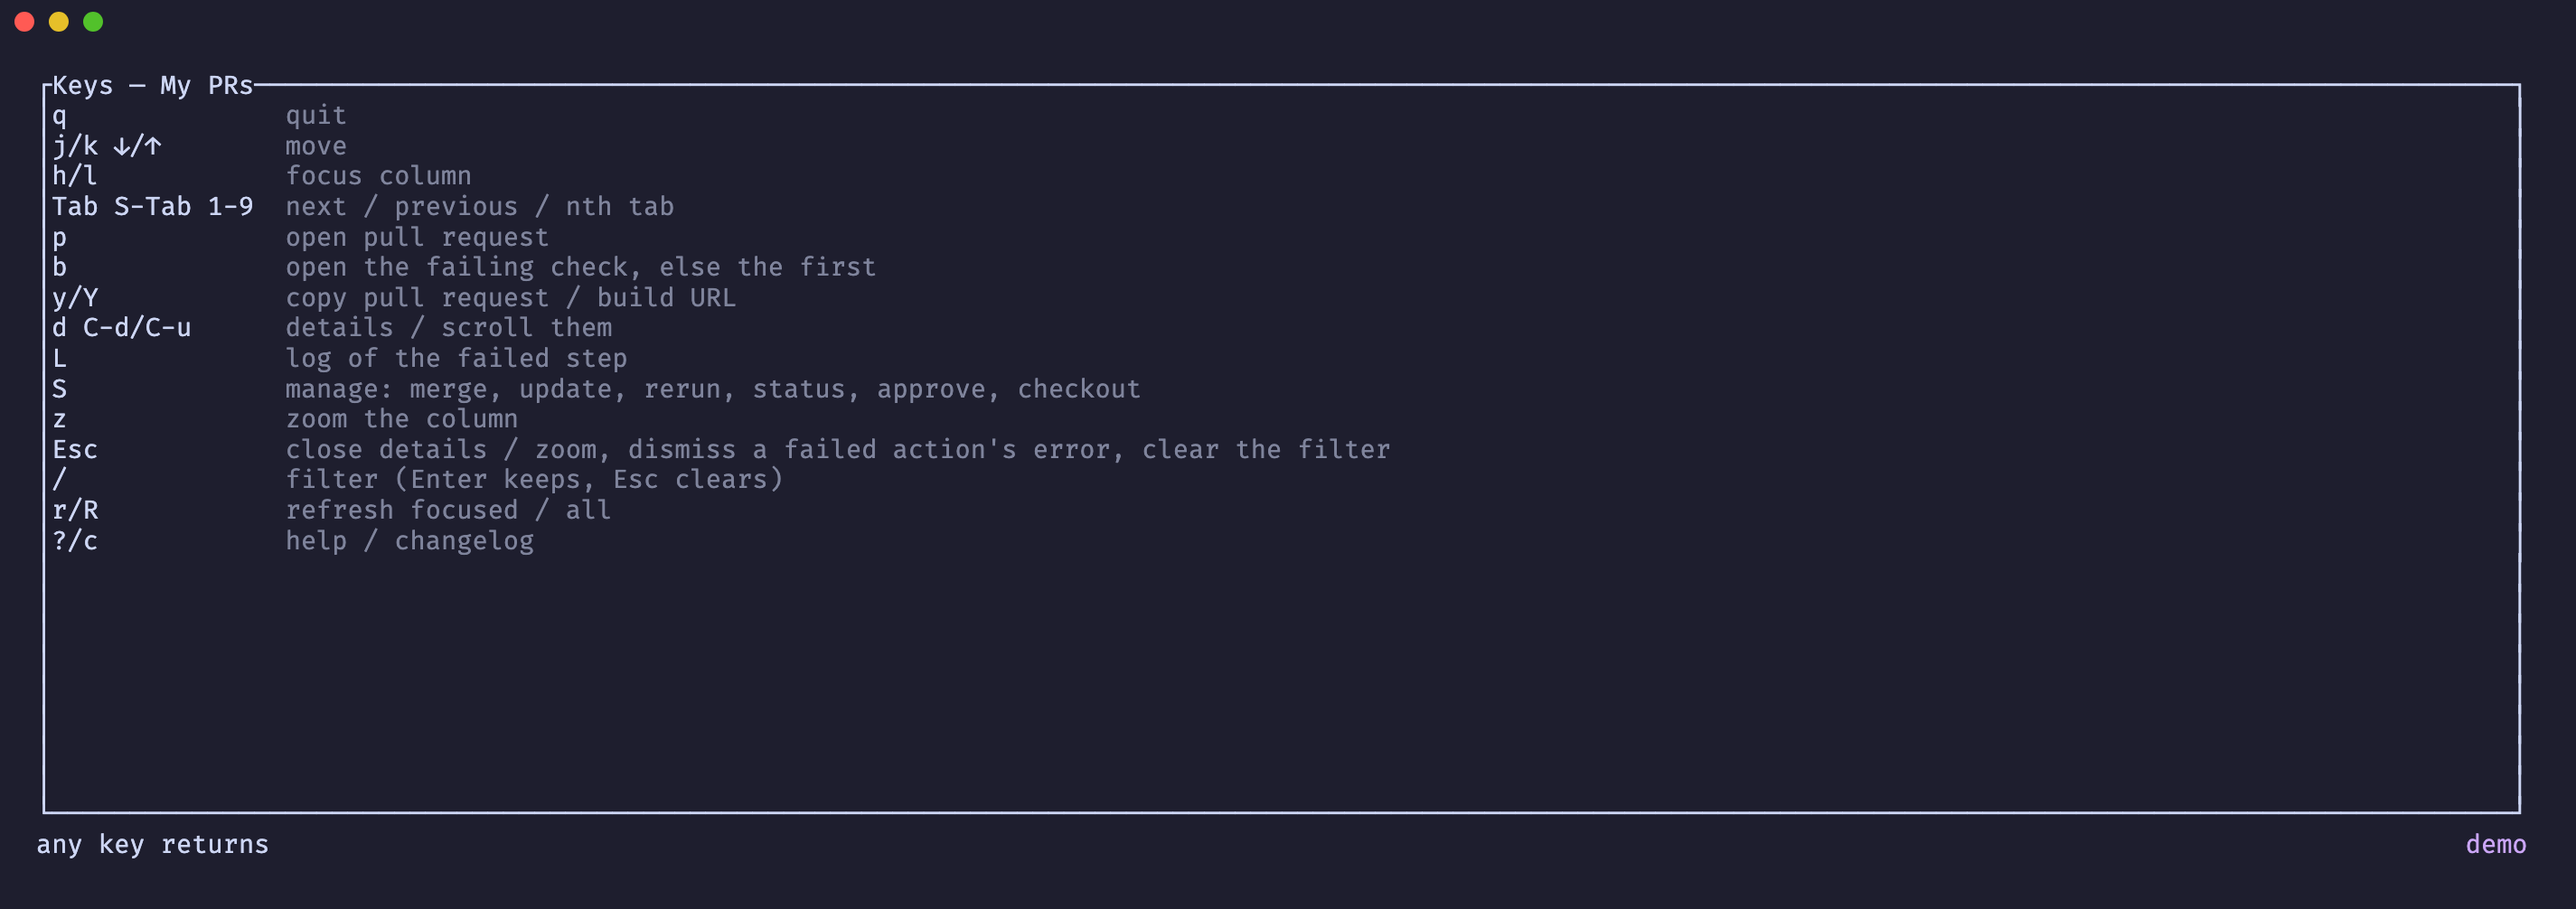 Keys — My PRs
q quit
j/k ↓/↑ move
h/l focus column
Tab S-Tab 1-9 next / previous / nth tab
p open pull request
b open the failing check, else the first
y/Y copy pull request / build URL
d C-d/C-u details / scroll them
L log of the failed step
S manage: merge, update, rerun, status, approve, checkout
z zoom the column
Esc close details / zoom, dismiss a failed action's error, clear the filter
/ filter (Enter keeps, Esc clears)
r/R refresh focused / all
?/c help / changelog
any key returns demo